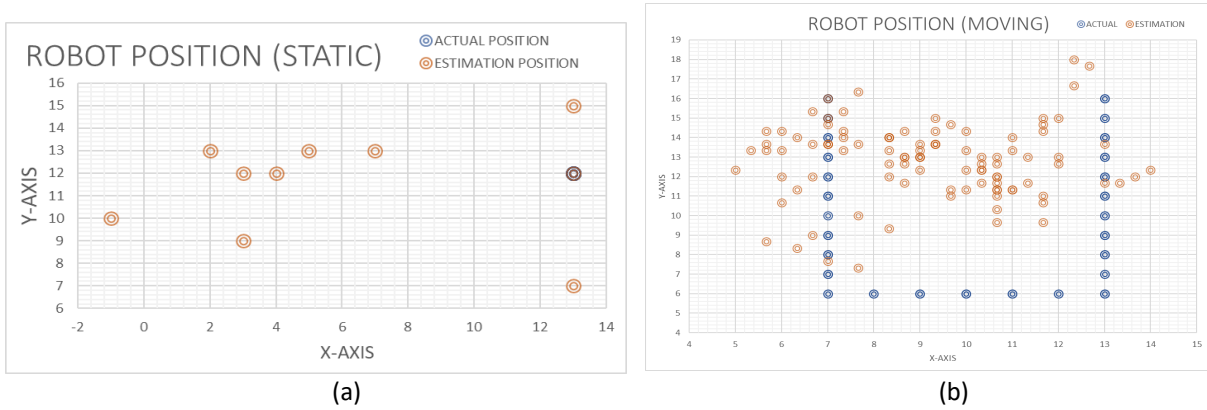 ROBOT POSITION (STATIC)
ACTUAL POSITION
ESTIMATION POSITION
16
15
14
13
12
11
10
9
8
7
6
Y-AXIS
-2 0 2 4 6 8 10 12 14
X-AXIS
(a)
ROBOT POSITION (MOVING)
ACTUAL ESTIMATION
19
18
17
16
15
14
13
12
11
10
9
8
7
6
5
4
Y-AXIS
4 5 6 7 8 9 10 11 12 13 14 15
X-AXIS
(b)